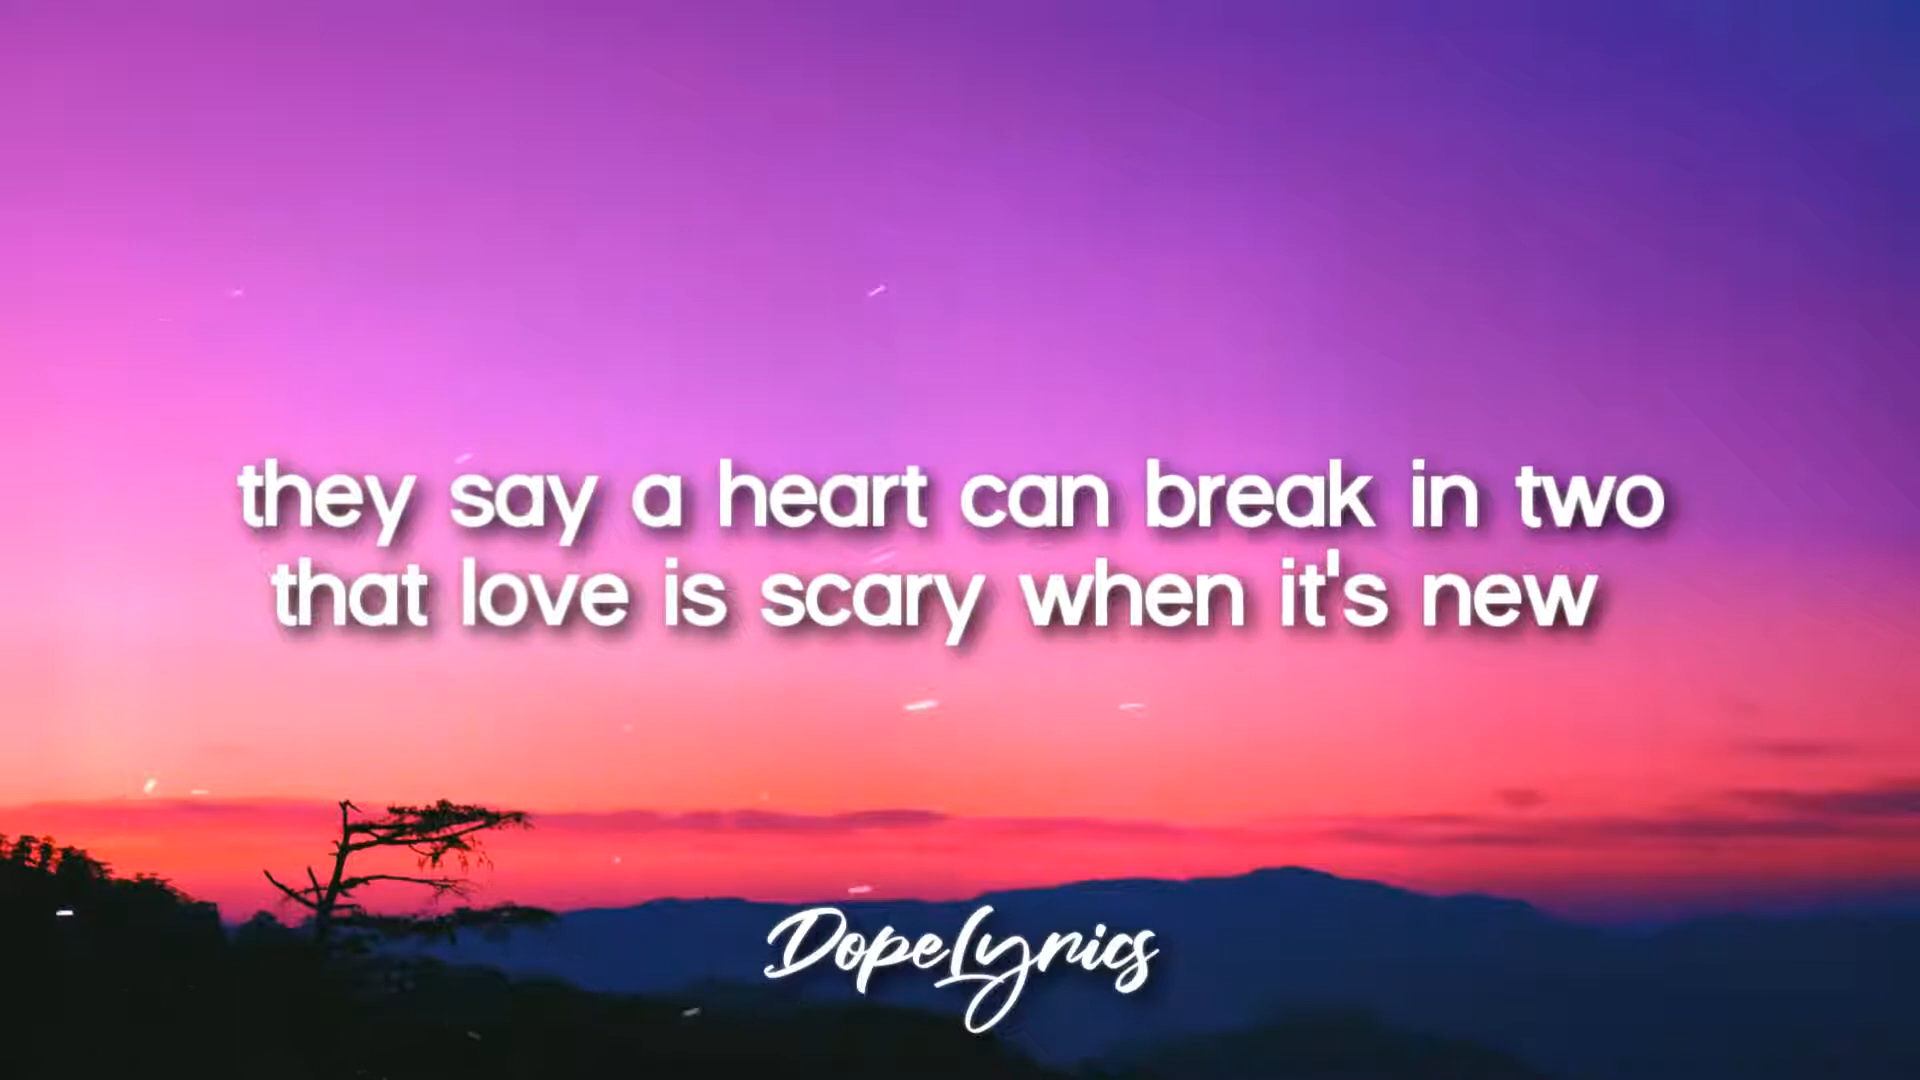 they say a heart can break in two
that love is scary when it's new
DopeLyrics